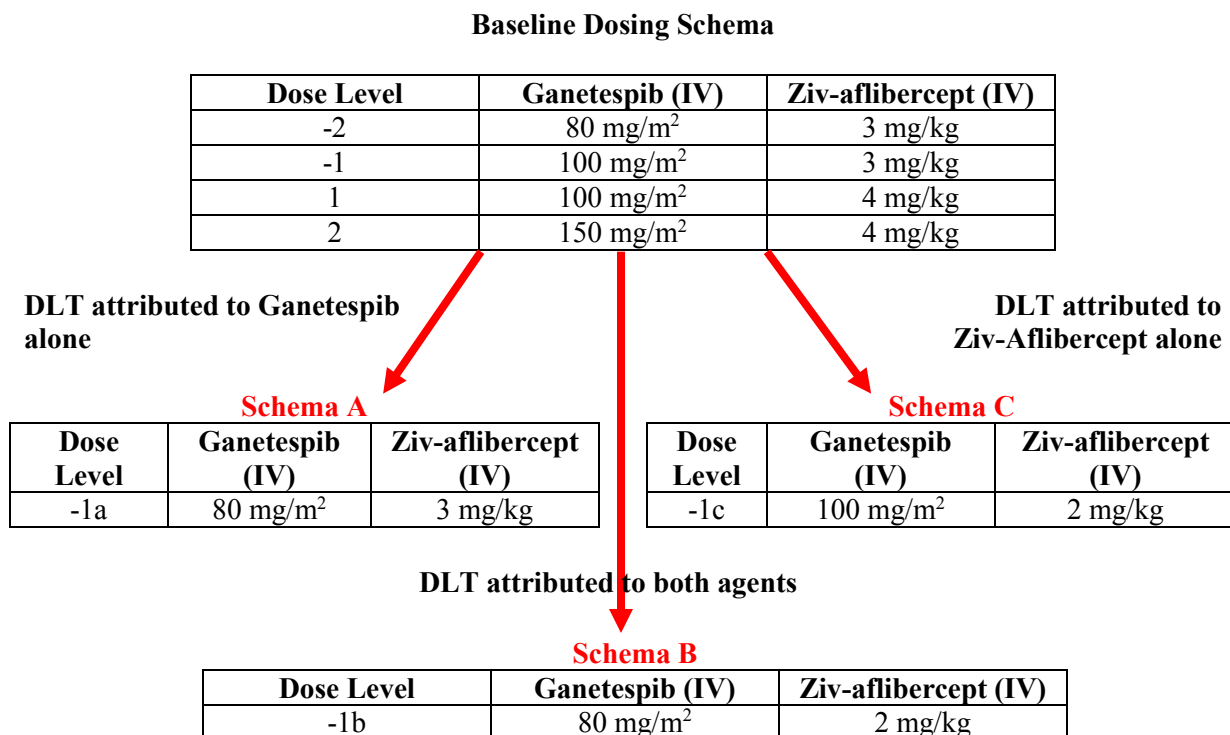 Baseline Dosing Schema
Dose Level Ganetespib (IV) Ziv-aflibercept (IV)
-2 80 mg/m² 3 mg/kg
-1 100 mg/m² 3 mg/kg
1 100 mg/m² 4 mg/kg
2 150 mg/m² 4 mg/kg
DLT attributed to Ganetespib
alone
DLT attributed to
Ziv-Aflibercept alone
Schema A
Dose Level Ganetespib (IV) Ziv-aflibercept (IV)
-1a 80 mg/m² 3 mg/kg
Schema C
Dose Level Ganetespib (IV) Ziv-aflibercept (IV)
-1c 100 mg/m² 2 mg/kg
DLT attributed to both agents
Schema B
Dose Level Ganetespib (IV) Ziv-aflibercept (IV)
-1b 80 mg/m² 2 mg/kg